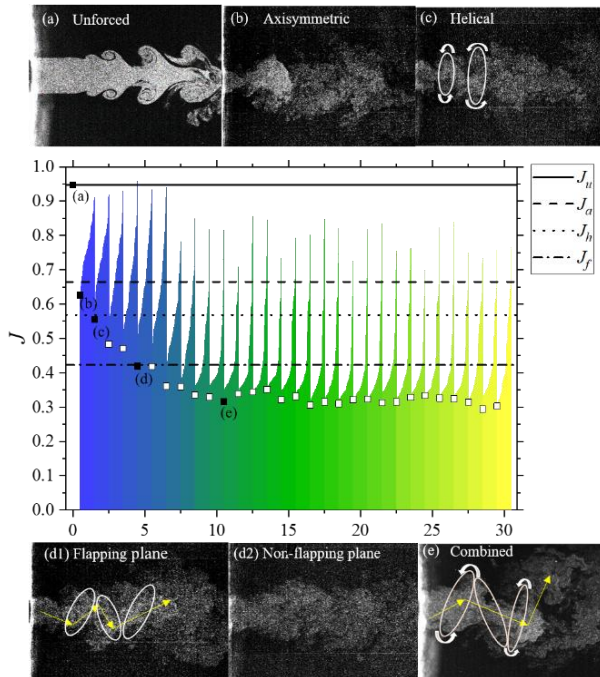 (a) Unforced
(b) Axisymmetric
(c) Helical
1.0
0.9
0.8
0.7
0.6
0.5
0.4
0.3
0.2
0.1
0.0
J
(a)
(b)
(c)
(d)
(e)
J_u
J_a
J_h
J_f
0 5 10 15 20 25 30
(d1) Flapping plane
(d2) Non-flapping plane
(e) Combined